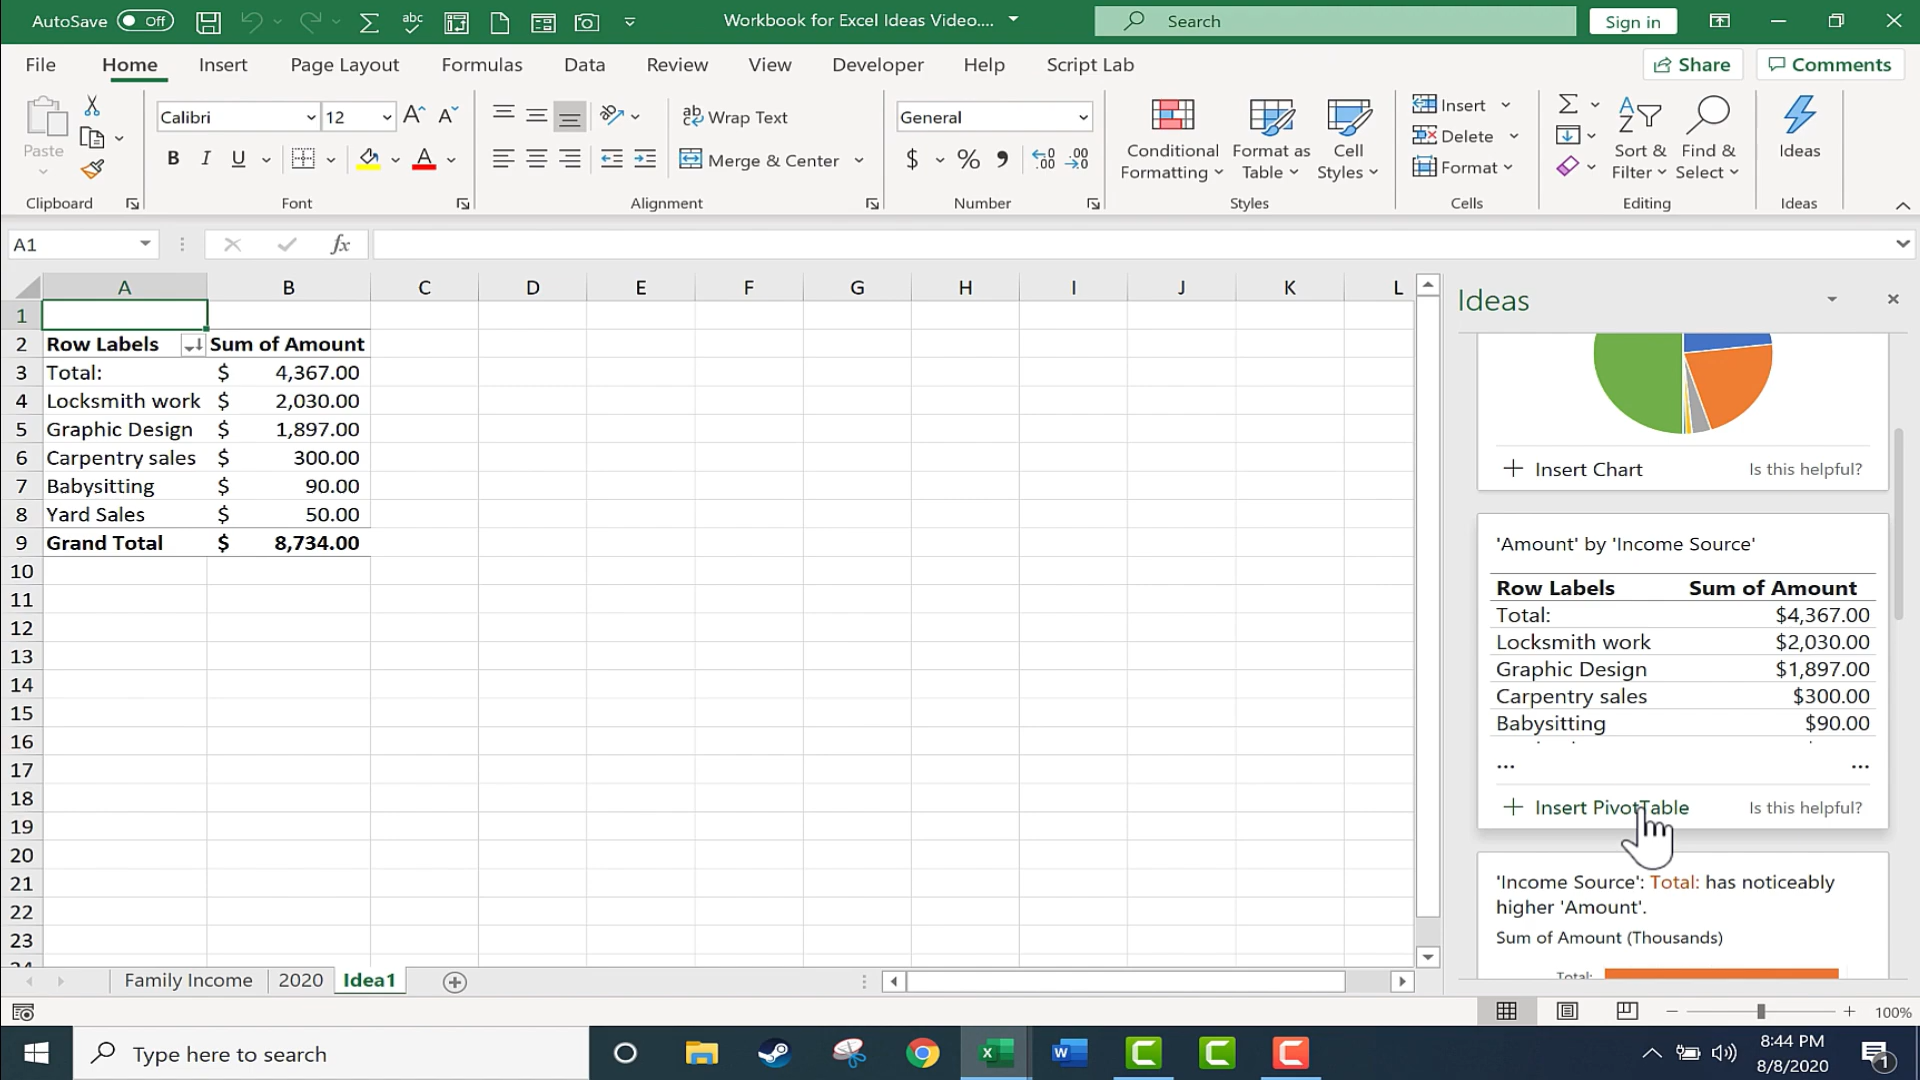 AutoSave Off abc Workbook for Excel Ideas Video.... Search Sign in
File Home Insert Page Layout Formulas Data Review View Developer Help Script Lab Share Comments
Paste
Calibri 12
B I U A
ab Wrap Text
Merge & Center
General
$ % 9 .00
Conditional Formatting
Format as Table
Cell Styles
Insert
Delete
Format
Sort & Filter
Find & Select
Ideas
Clipboard Font Alignment Number Styles Cells Editing Ideas
A1 fx
A B C D E F G H I J K L
1
2 Row Labels Sum of Amount
3 Total: $ 4,367.00
4 Locksmith work $ 2,030.00
5 Graphic Design $ 1,897.00
6 Carpentry sales $ 300.00
7 Babysitting $ 90.00
8 Yard Sales $ 50.00
9 Grand Total $ 8,734.00
10
11
12
13
14
15
16
17
18
19
20
21
22
23
Ideas
+ Insert Chart Is this helpful?
'Amount' by 'Income Source'
Row Labels Sum of Amount
Total: $4,367.00
Locksmith work $2,030.00
Graphic Design $1,897.00
Carpentry sales $300.00
Babysitting $90.00
... ...
+ Insert PivotTable Is this helpful?
'Income Source': Total: has noticeably
higher 'Amount'.
Sum of Amount (Thousands)
Total:
Family Income 2020 Idea1
100%
Type here to search
8:44 PM
8/8/2020
1